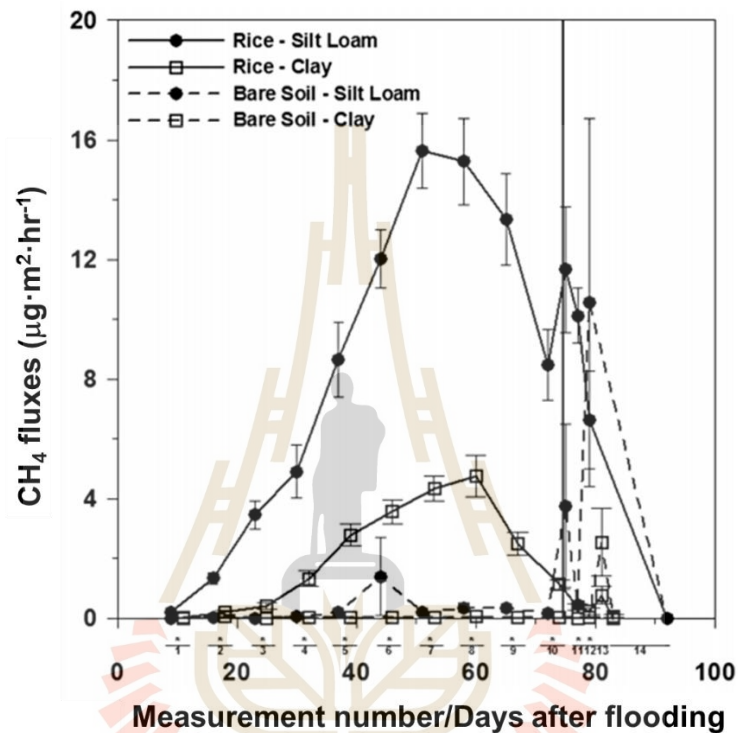 20
Rice - Silt Loam
Rice - Clay
Bare Soil - Silt Loam
Bare Soil - Clay
16
12
8
4
0
CH₄ fluxes (μg·m²·hr⁻¹)
* * * * * * * * * * * * *
1 2 3 4 5 6 7 8 9 10 11 12 13 14
0 20 40 60 80 100
Measurement number/Days after flooding